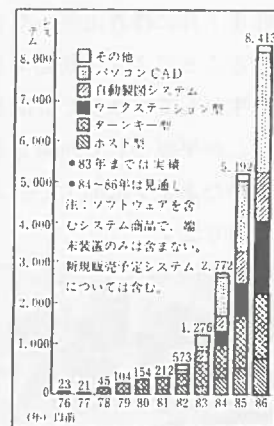 システム
8,413
8,000
7,000
6,000
5,000
4,000
3,000
2,000
1,000
0
その他
パソコンCAD
自動製図システム
ワークステーション型
ターンキー型
ホスト型
●83年までは実績
●84〜86年は見通し
注：ソフトウェアを含
むシステム商品で、端
末装置のみは含まない。
新規販売予定システム
については含む。
5,192
2,772
1,276
573
23 21 45 104 154 212
76 77 78 79 80 81 82 83 84 85 86
(年) 以前